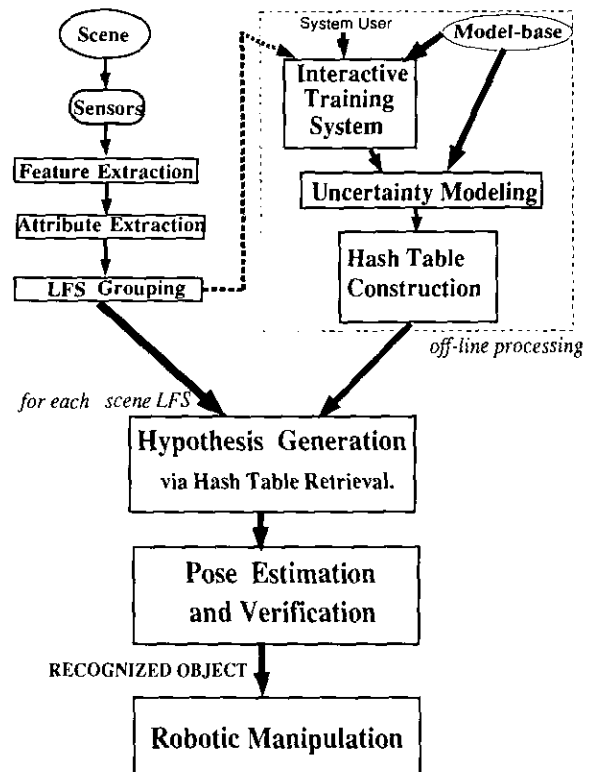 Scene
Sensors
Feature Extraction
Attribute Extraction
LFS Grouping
System User
Model-base
Interactive
Training
System
Uncertainty Modeling
Hash Table
Construction
off-line processing
for each scene LFS
Hypothesis Generation
via Hash Table Retrieval.
Pose Estimation
and Verification
RECOGNIZED OBJECT
Robotic Manipulation